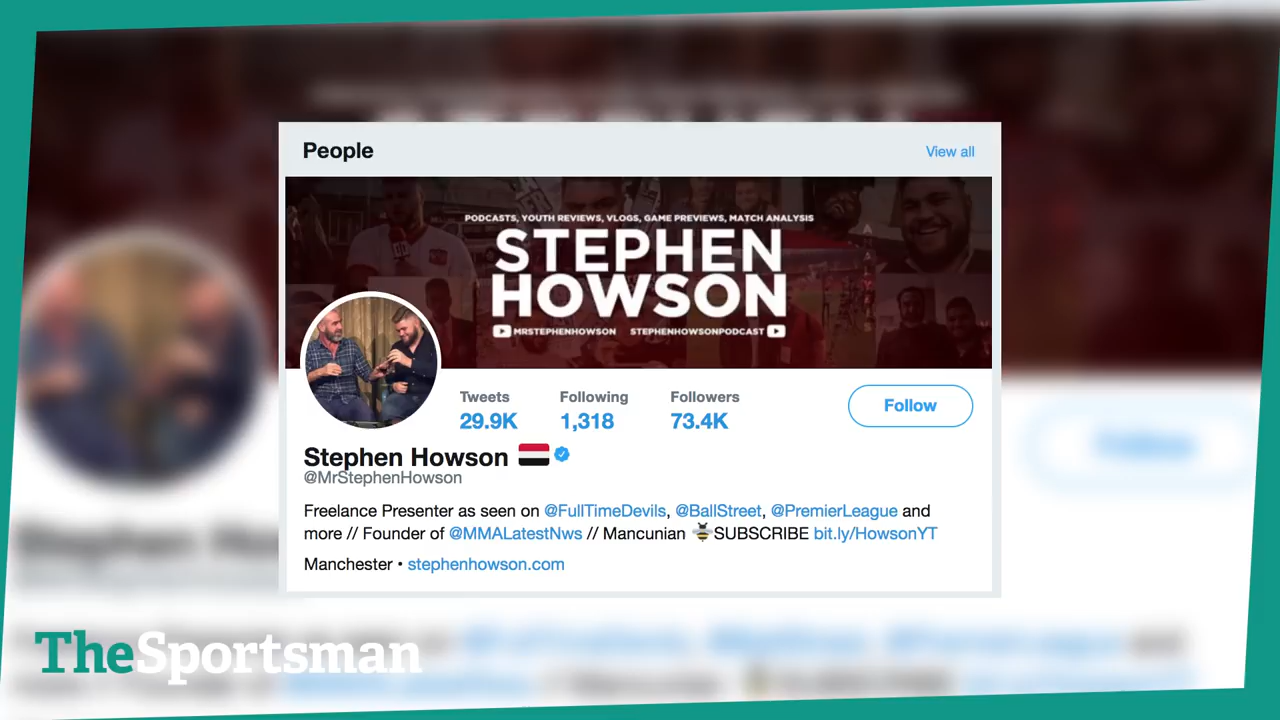 People
View all
PODCASTS, YOUTH REVIEWS, VLOGS, GAME PREVIEWS, MATCH ANALYSIS
STEPHEN
HOWSON
MRSTEPHENHOWSON STEPHENHOWSONPODCAST
Tweets Following Followers
29.9K 1,318 73.4K
Follow
Stephen Howson
@MrStephenHowson
Freelance Presenter as seen on @FullTimeDevils, @BallStreet, @PremierLeague and
more // Founder of @MMALatestNws // Mancunian 🐝SUBSCRIBE bit.ly/HowsonYT
Manchester • stephenhowson.com
TheSportsman